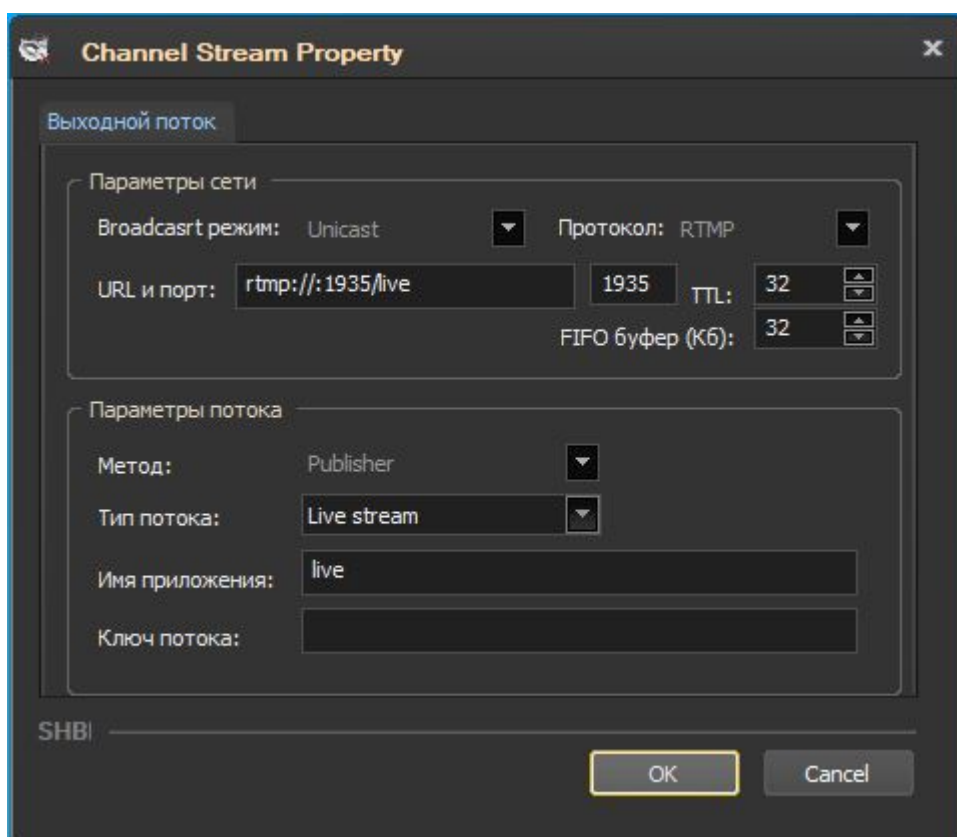 Channel Stream Property
Выходной поток
Параметры сети
Broadcasrt режим: Unicast Протокол: RTMP
URL и порт: rtmp://:1935/live 1935 TTL: 32
FIFO буфер (Кб): 32
Параметры потока
Метод: Publisher
Тип потока: Live stream
Имя приложения: live
Ключ потока:
SHB
OK Cancel